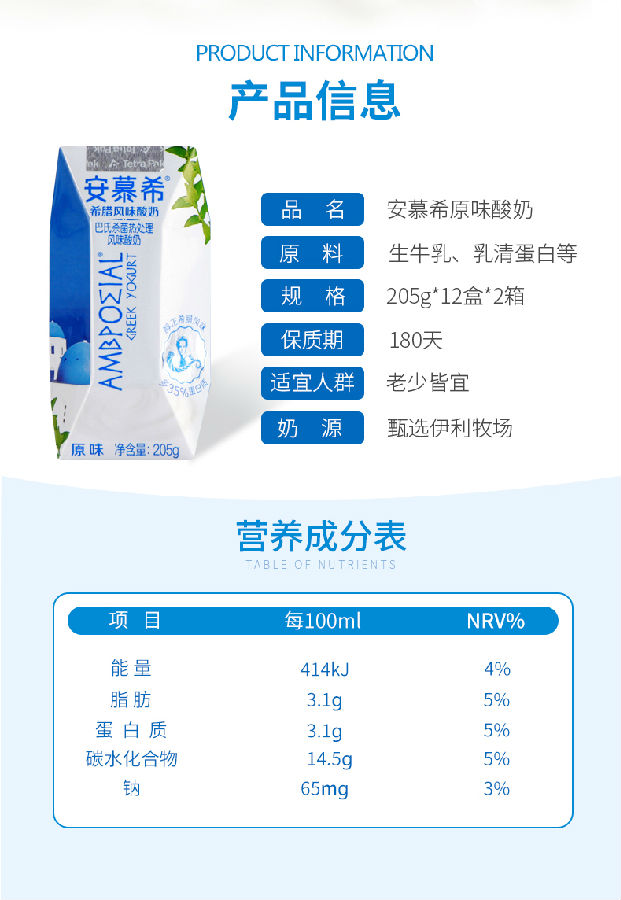 PRODUCT INFORMATION
产品信息
Tetra Pak
安慕希®
希腊风味酸奶
巴氏杀菌热处理
风味酸奶
AMBPOΣIAL®
GREEK YOGURT
35%
原味 净含量:205g
品 名 安慕希原味酸奶
原 料 生牛乳、乳清蛋白等
规 格 205g*12盒*2箱
保质期 180天
适宜人群 老少皆宜
奶 源 甄选伊利牧场
营养成分表
TABLE OF NUTRIENTS
项 目 每100ml NRV%
能 量 414kJ 4%
脂 肪 3.1g 5%
蛋 白 质 3.1g 5%
碳水化合物 14.5g 5%
钠 65mg 3%